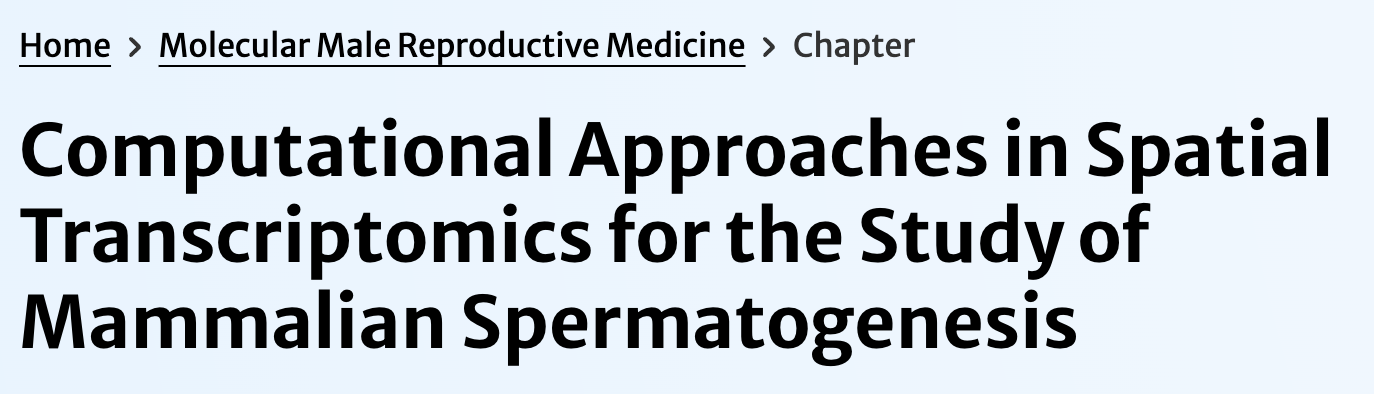 Home > Molecular Male Reproductive Medicine > Chapter
Computational Approaches in Spatial
Transcriptomics for the Study of
Mammalian Spermatogenesis